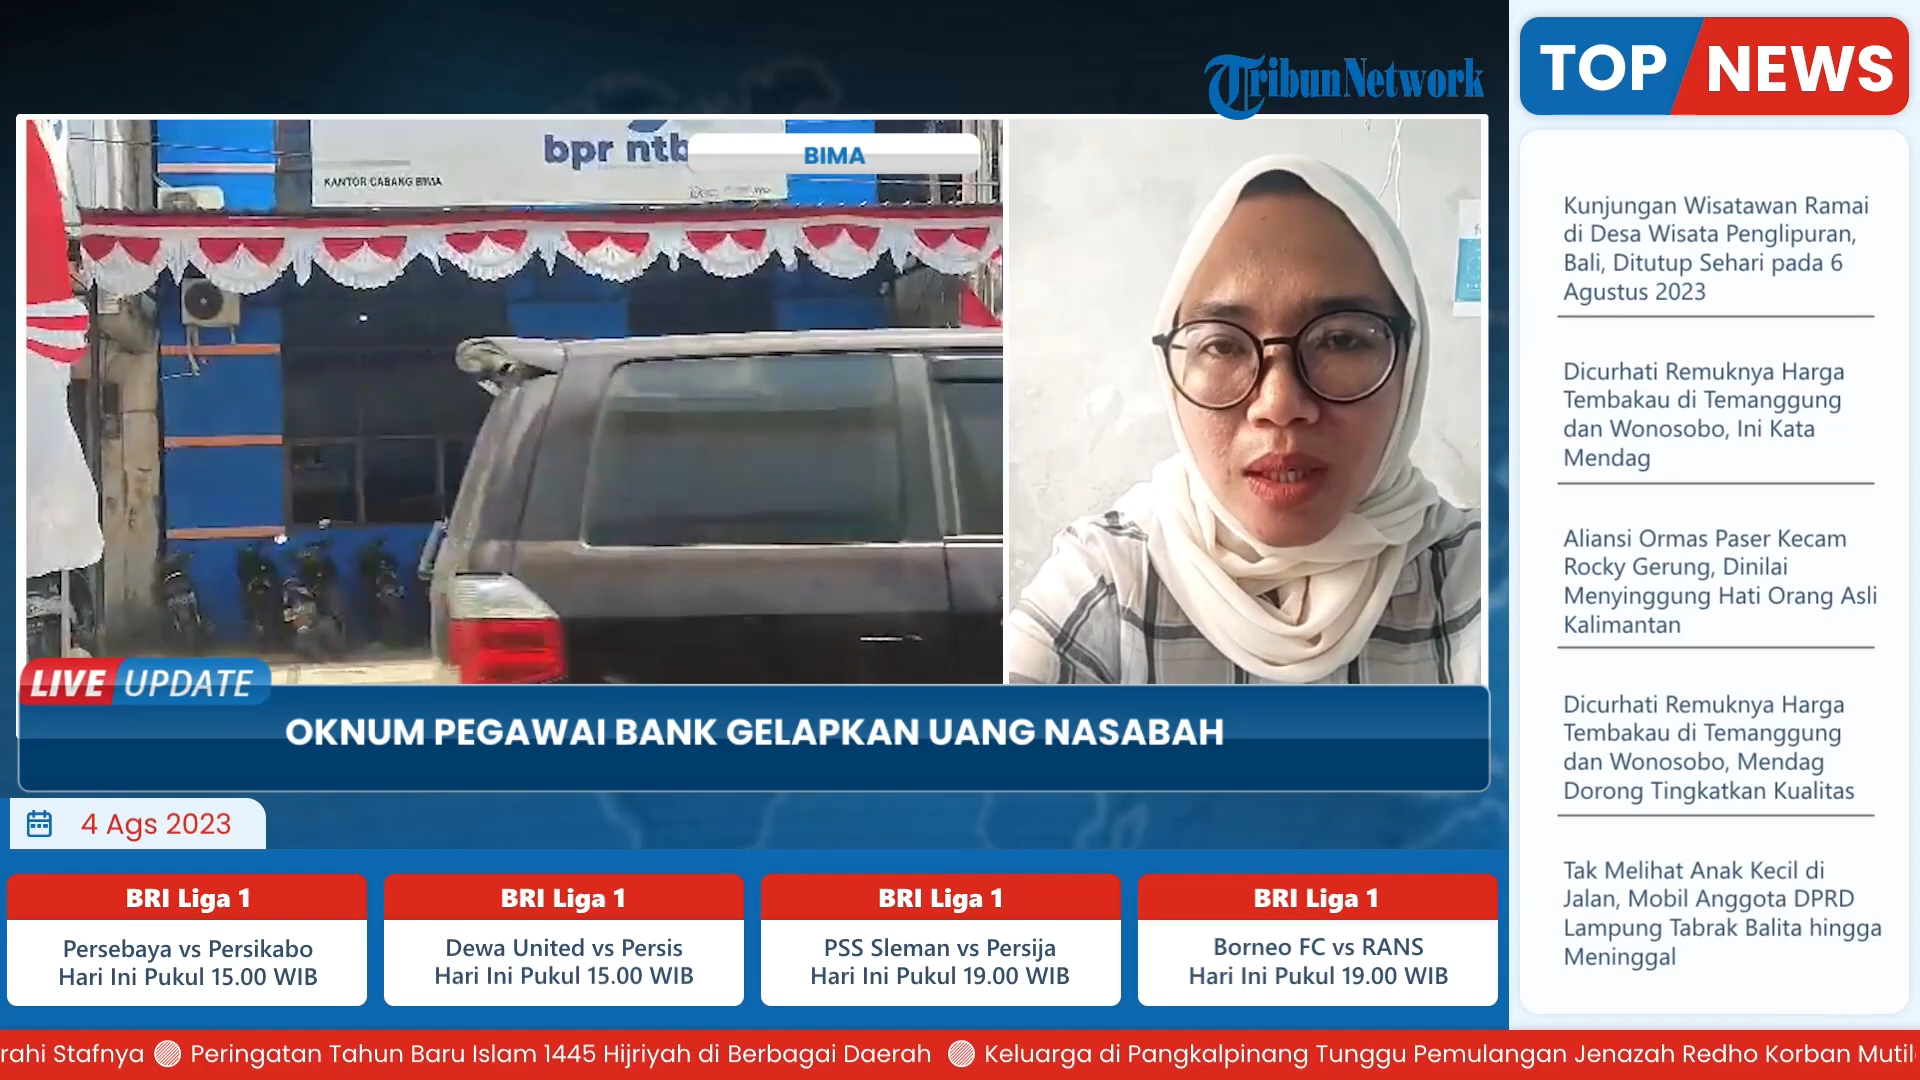 TribunNetwork
TOP NEWS
bpr ntb
KANTOR CABANG BIMA
BIMA
LIVE UPDATE
OKNUM PEGAWAI BANK GELAPKAN UANG NASABAH
4 Ags 2023
BRI Liga 1
Persebaya vs Persikabo
Hari Ini Pukul 15.00 WIB
BRI Liga 1
Dewa United vs Persis
Hari Ini Pukul 15.00 WIB
BRI Liga 1
PSS Sleman vs Persija
Hari Ini Pukul 19.00 WIB
BRI Liga 1
Borneo FC vs RANS
Hari Ini Pukul 19.00 WIB
Kunjungan Wisatawan Ramai
di Desa Wisata Penglipuran,
Bali, Ditutup Sehari pada 6
Agustus 2023
Dicurhati Remuknya Harga
Tembakau di Temanggung
dan Wonosobo, Ini Kata
Mendag
Aliansi Ormas Paser Kecam
Rocky Gerung, Dinilai
Menyinggung Hati Orang Asli
Kalimantan
Dicurhati Remuknya Harga
Tembakau di Temanggung
dan Wonosobo, Mendag
Dorong Tingkatkan Kualitas
Tak Melihat Anak Kecil di
Jalan, Mobil Anggota DPRD
Lampung Tabrak Balita hingga
Meninggal
rahi Stafnya Peringatan Tahun Baru Islam 1445 Hijriyah di Berbagai Daerah Keluarga di Pangkalpinang Tunggu Pemulangan Jenazah Redho Korban Mutil